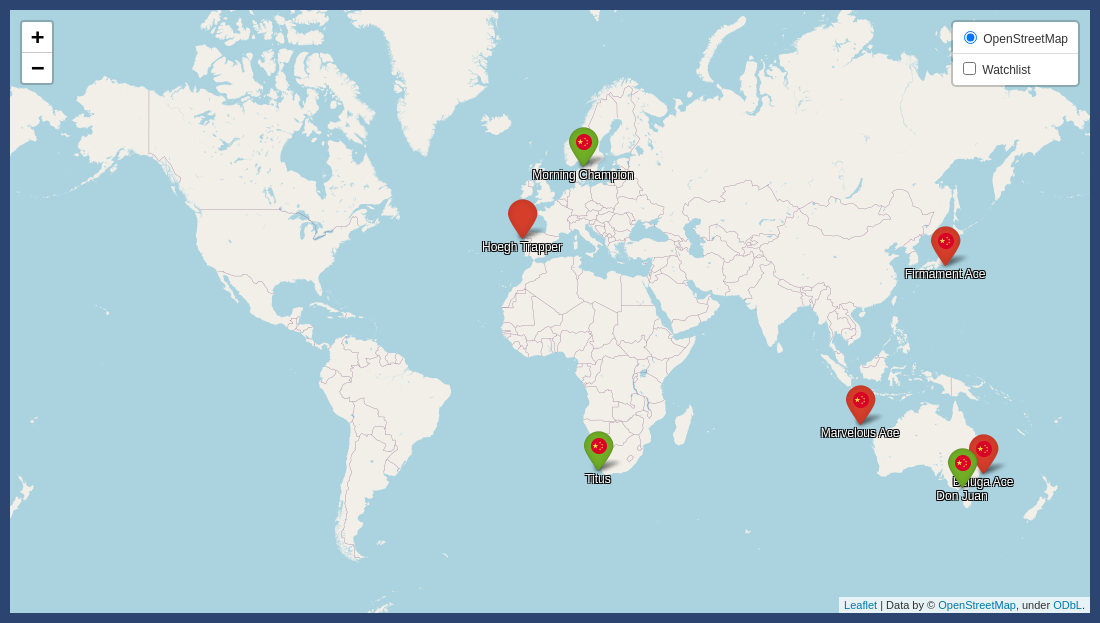 +
−
OpenStreetMap
Watchlist
Morning Champion
Hoegh Trapper
Firmament Ace
Marvelous Ace
Titus
Beluga Ace
Don Juan
Leaflet | Data by © OpenStreetMap, under ODbL.